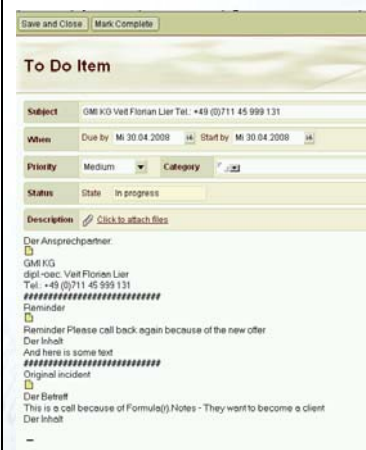 Save and Close Mark Complete
To Do Item
Subject GMI KG Veit Florian Lier Tel.: +49 (0)711 45 999 131
When Due by Mi 30.04.2008 Start by Mi 30.04.2008
Priority Medium Category
Status State In progress
Description Click to attach files
Der Ansprechpartner:
GMI KG
dipl.-oec. Veit Florian Lier
Tel.: +49 (0)711 45 999 131
############################
Reminder
Reminder Please call back again because of the new offer
Der Inhalt
And here is some text
############################
Original incident
Der Betreff
This is a call because of Formula(r).Notes - They want to become a client
Der Inhalt